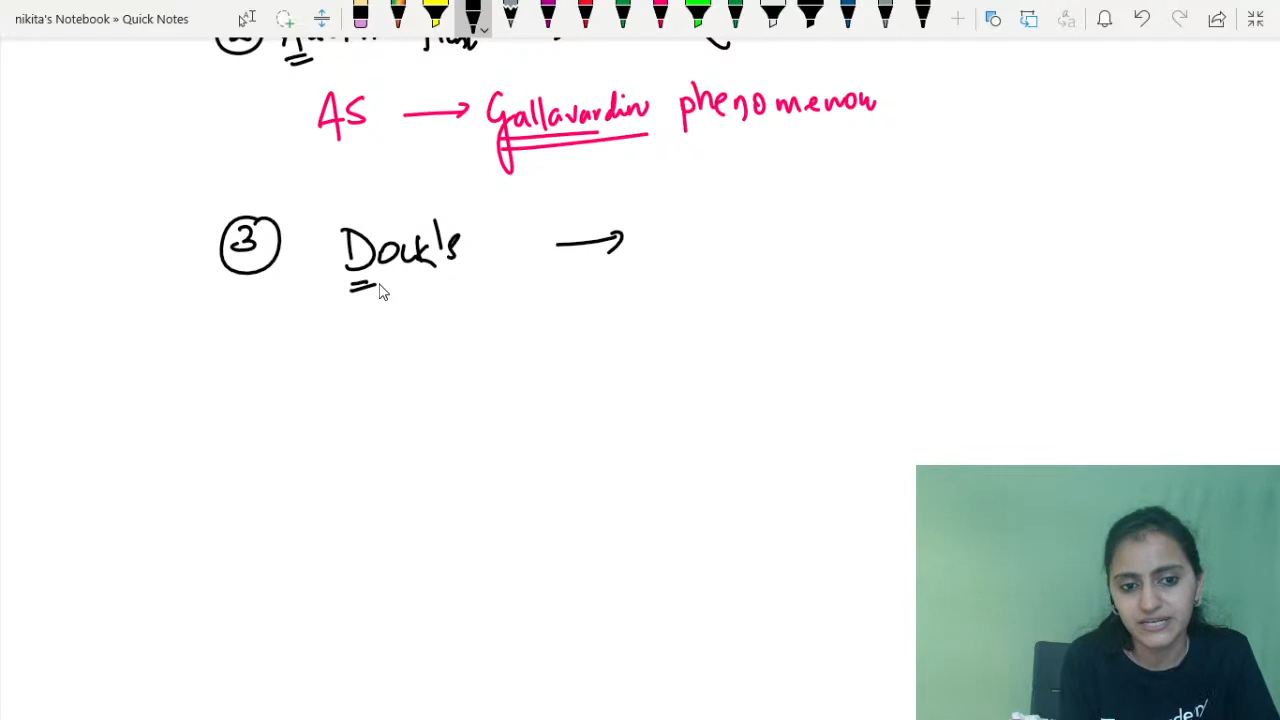 nikita's Notebook » Quick Notes
AS → Gallavardin phenomenon
③ Dock's →